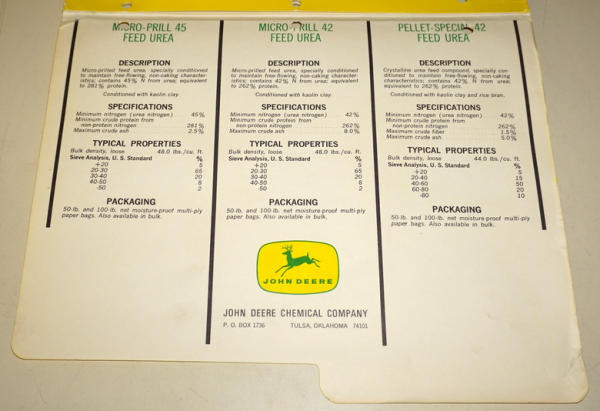 MICRO-PRILL 45
FEED UREA
DESCRIPTION
Micro-prilled feed urea, specially conditioned
to maintain free-flowing, non-caking character-
istics; contains 45% N from urea; equivalent
to 281% protein.
Conditioned with kaolin clay
SPECIFICATIONS
Minimum nitrogen (urea nitrogen) 45%
Minimum crude protein from
non-protein nitrogen 281%
Maximum crude ash 2.5%
TYPICAL PROPERTIES
Bulk density, loose 48.0 lbs./cu. ft.
Sieve Analysis, U. S. Standard %
+20 5
20-30 65
30-40 20
40-50 8
-50 2
PACKAGING
50-lb. and 100-lb. net moisture-proof multi-ply
paper bags. Also available in bulk.
MICRO-PRILL 42
FEED UREA
DESCRIPTION
Micro-prilled feed urea, specially conditioned
to maintain free-flowing, non-caking character-
istics; contains 42% N from urea; equivalent
to 262% protein.
Conditioned with kaolin clay
SPECIFICATIONS
Minimum nitrogen (urea nitrogen) 42%
Minimum crude protein from
non-protein nitrogen 262%
Maximum crude ash 8.0%
TYPICAL PROPERTIES
Bulk density, loose 48.0 lbs./cu. ft.
Sieve Analysis, U. S. Standard %
+20 5
20-30 65
30-40 20
40-50 8
-50 2
PACKAGING
50-lb. and 100-lb. net moisture-proof multi-ply
paper bags. Also available in bulk.
JOHN DEERE
JOHN DEERE CHEMICAL COMPANY
P. O. BOX 1736 TULSA, OKLAHOMA 74101
PELLET-SPECIAL 42
FEED UREA
DESCRIPTION
Crystalline urea feed compound, specially con-
ditioned to maintain free-flowing, non-caking
characteristics; contains 42% N from urea;
equivalent to 262% protein.
Conditioned with kaolin clay and rice bran.
SPECIFICATIONS
Minimum nitrogen (urea nitrogen) 42%
Minimum crude protein from
non-protein nitrogen 262%
Maximum crude fiber 1.5%
Maximum crude ash 5.0%
TYPICAL PROPERTIES
Bulk density, loose 44.0 lbs./cu. ft.
Sieve Analysis, U. S. Standard %
+20 5
20-40 15
40-60 50
60-80 20
-80 10
PACKAGING
50-lb. and 100-lb. net moisture-proof multi-ply
paper bags. Also available in bulk.